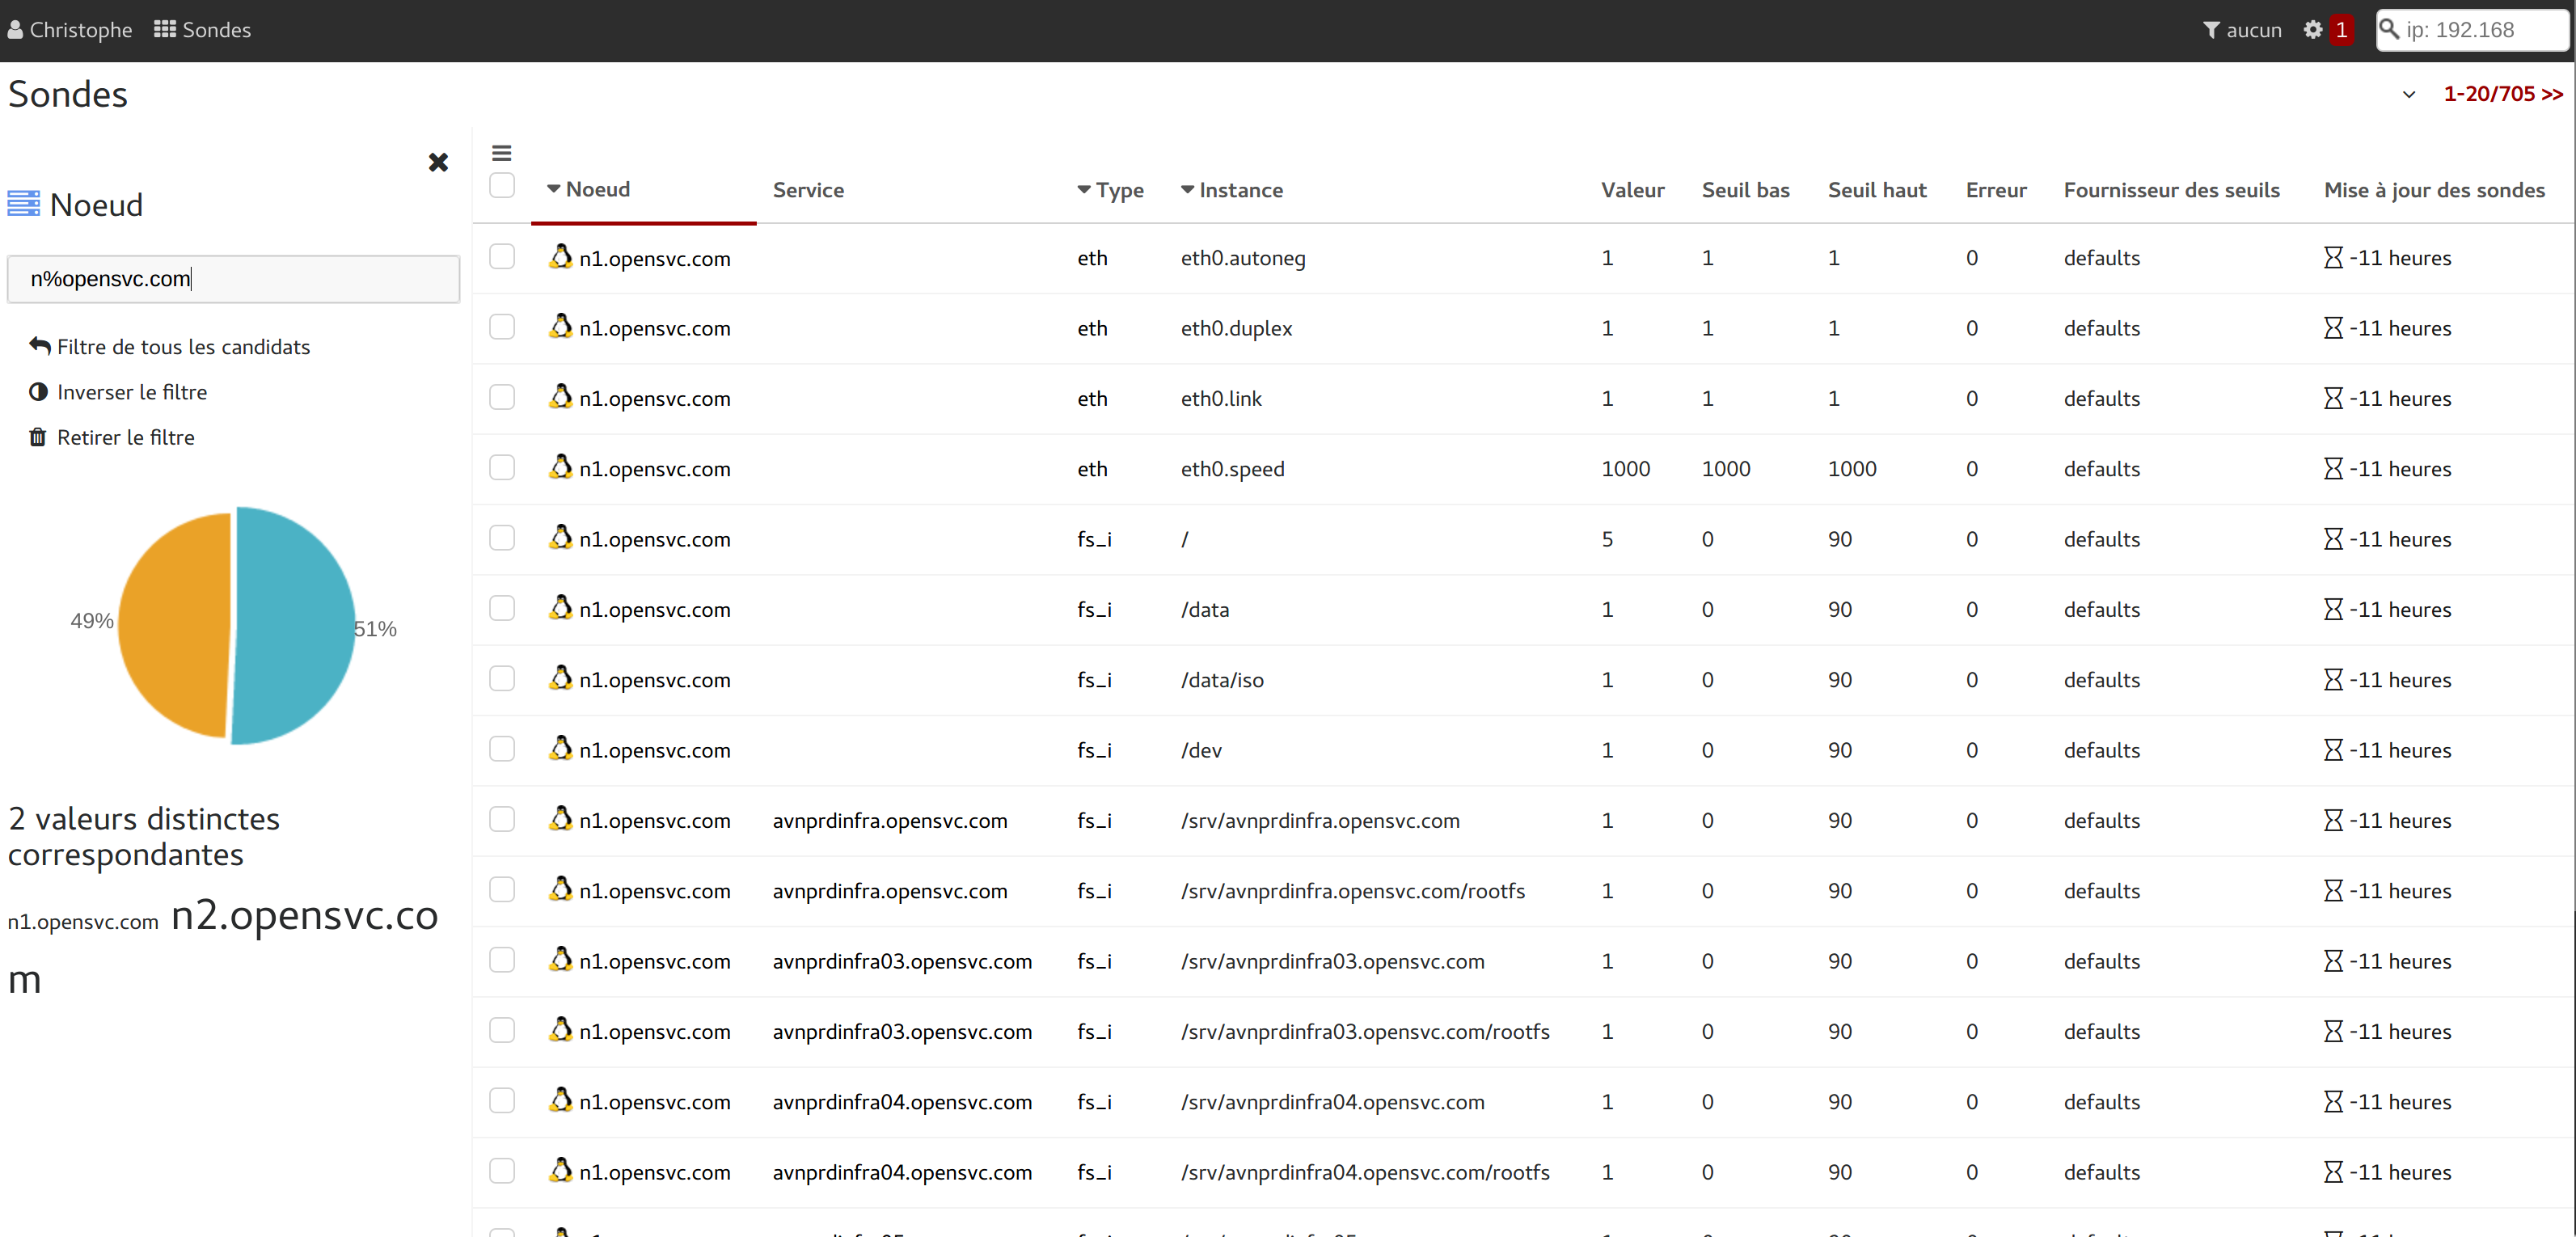 Christophe Sondes aucun 1 ip: 192.168
Sondes 1-20/705 >>
Noeud
n%opensvc.com
Filtre de tous les candidats
Inverser le filtre
Retirer le filtre
49%
51%
2 valeurs distinctes
correspondantes
n1.opensvc.com n2.opensvc.co
m
Noeud Service Type Instance Valeur Seuil bas Seuil haut Erreur Fournisseur des seuils Mise à jour des sondes
n1.opensvc.com eth eth0.autoneg 1 1 1 0 defaults -11 heures
n1.opensvc.com eth eth0.duplex 1 1 1 0 defaults -11 heures
n1.opensvc.com eth eth0.link 1 1 1 0 defaults -11 heures
n1.opensvc.com eth eth0.speed 1000 1000 1000 0 defaults -11 heures
n1.opensvc.com fs_i / 5 0 90 0 defaults -11 heures
n1.opensvc.com fs_i /data 1 0 90 0 defaults -11 heures
n1.opensvc.com fs_i /data/iso 1 0 90 0 defaults -11 heures
n1.opensvc.com fs_i /dev 1 0 90 0 defaults -11 heures
n1.opensvc.com avnprdinfra.opensvc.com fs_i /srv/avnprdinfra.opensvc.com 1 0 90 0 defaults -11 heures
n1.opensvc.com avnprdinfra.opensvc.com fs_i /srv/avnprdinfra.opensvc.com/rootfs 1 0 90 0 defaults -11 heures
n1.opensvc.com avnprdinfra03.opensvc.com fs_i /srv/avnprdinfra03.opensvc.com 1 0 90 0 defaults -11 heures
n1.opensvc.com avnprdinfra03.opensvc.com fs_i /srv/avnprdinfra03.opensvc.com/rootfs 1 0 90 0 defaults -11 heures
n1.opensvc.com avnprdinfra04.opensvc.com fs_i /srv/avnprdinfra04.opensvc.com 1 0 90 0 defaults -11 heures
n1.opensvc.com avnprdinfra04.opensvc.com fs_i /srv/avnprdinfra04.opensvc.com/rootfs 1 0 90 0 defaults -11 heures